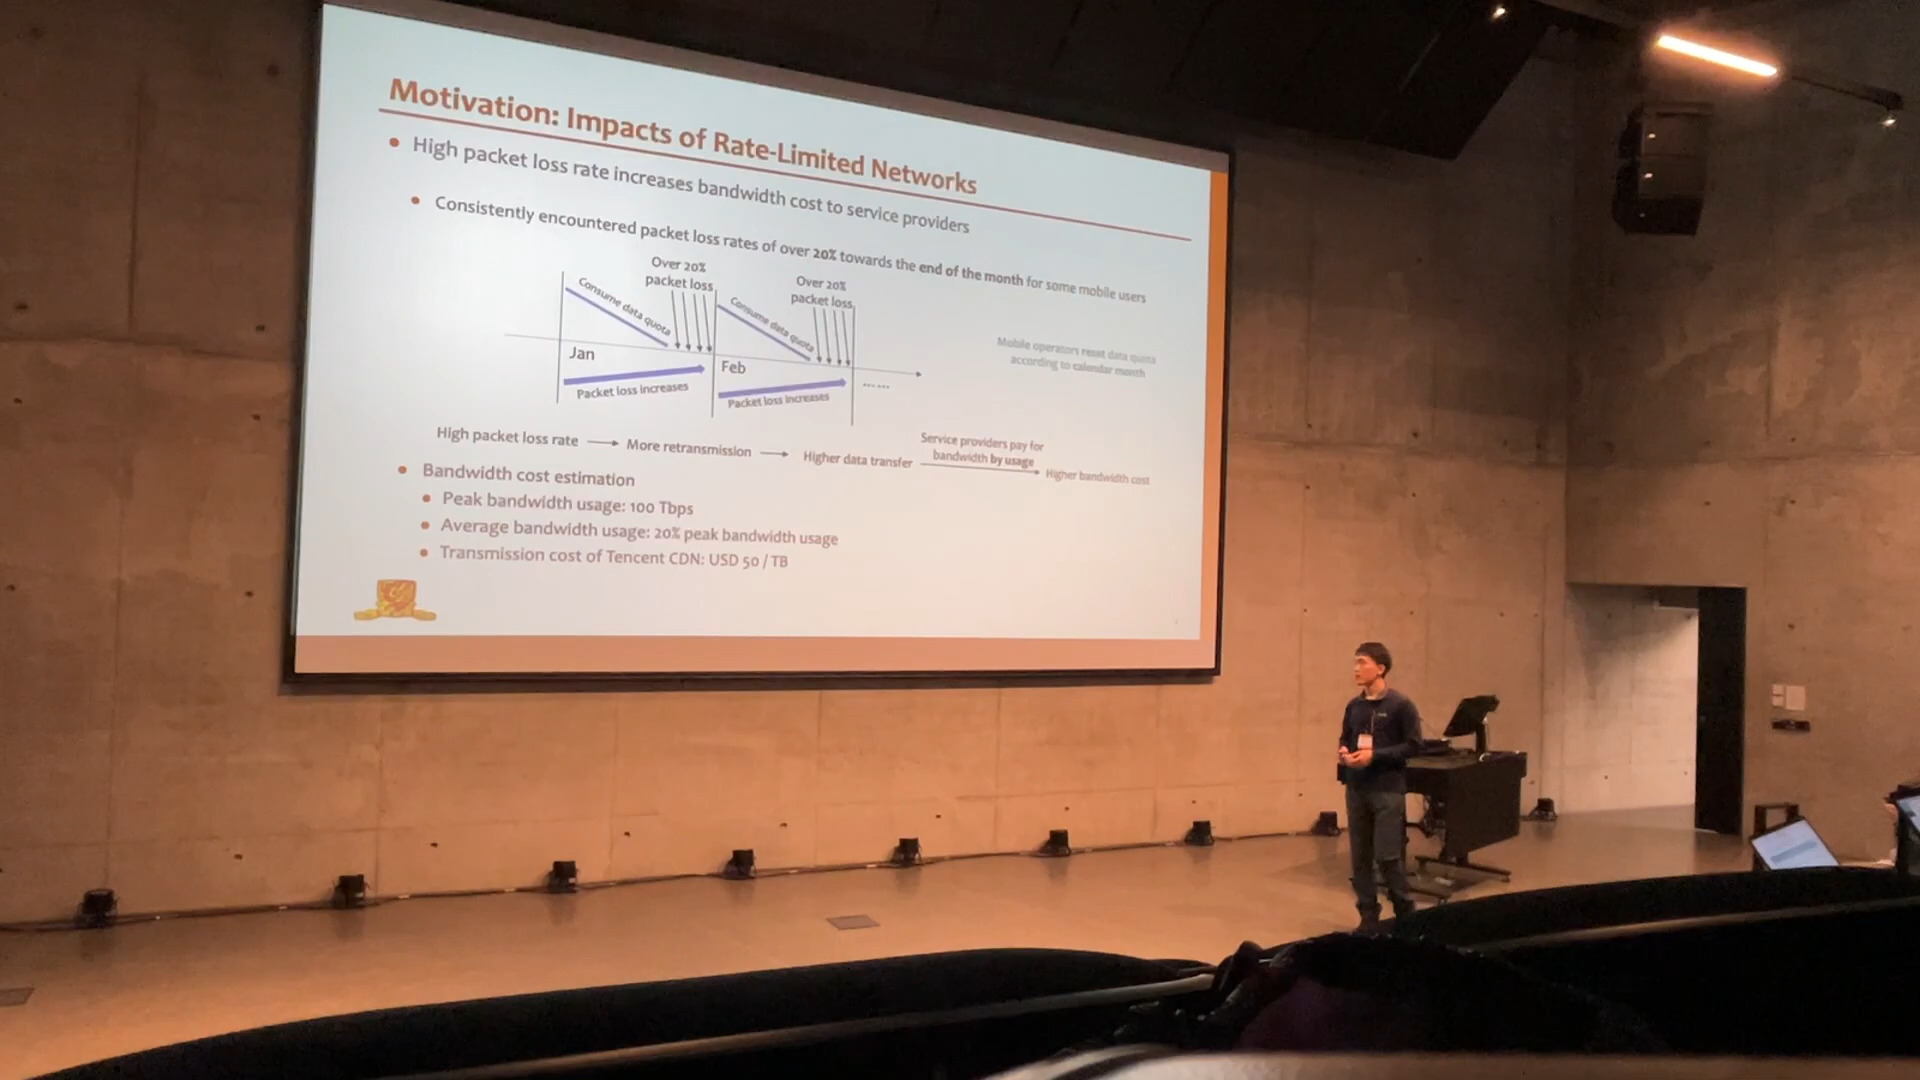 Motivation: Impacts of Rate-Limited Networks
• High packet loss rate increases bandwidth cost to service providers
• Consistently encountered packet loss rates of over 20% towards the end of the month for some mobile users
Over 20%
packet loss
Over 20%
packet loss
Consume data quota
Consume data quota
Mobile operators reset data quota
according to calendar month
Jan
Feb
Packet loss increases
Packet loss increases
......
High packet loss rate
More retransmission
Higher data transfer
Service providers pay for
bandwidth by usage
Higher bandwidth cost
• Bandwidth cost estimation
• Peak bandwidth usage: 100 Tbps
• Average bandwidth usage: 20% peak bandwidth usage
• Transmission cost of Tencent CDN: USD 50 / TB